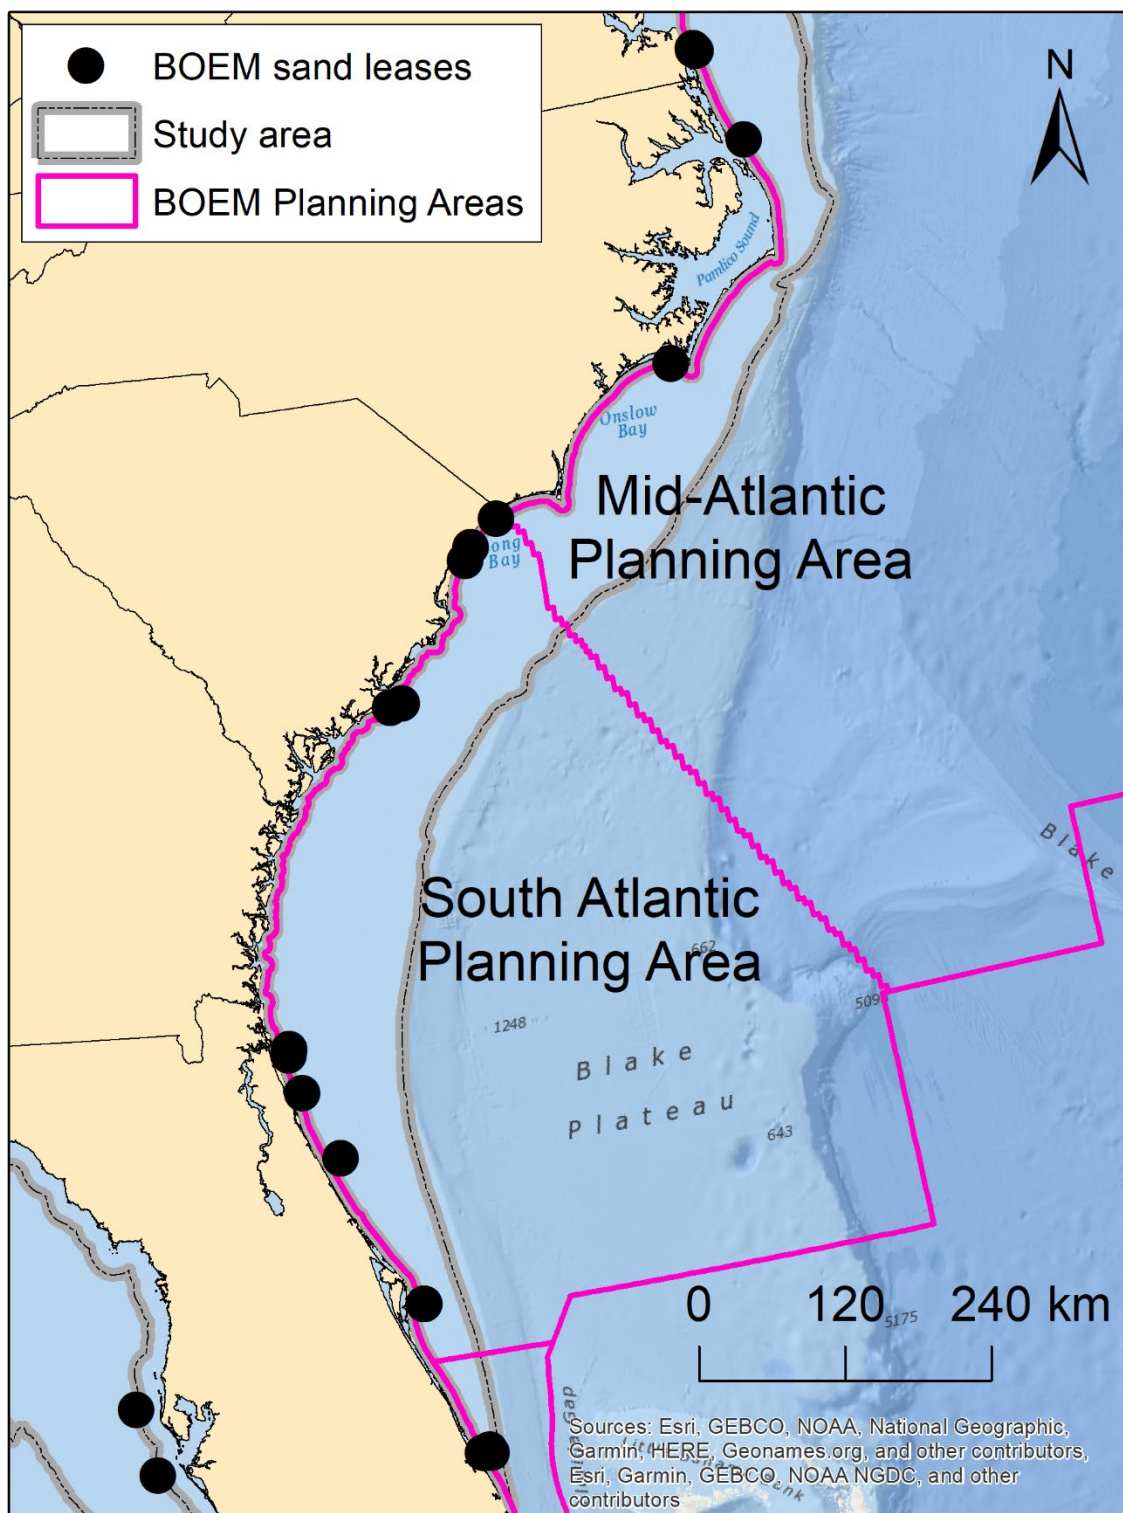 BOEM sand leases
Study area
BOEM Planning Areas
N
Pamlico Sound
Onslow
Bay
Mid-Atlantic
Planning Area
ong
Bay
South Atlantic
Planning Area
Blake
662
509
1248
Blake
Plateau
643
0 120 240 km
5175
Sources: Esri, GEBCO, NOAA, National Geographic,
Garmin, HERE, Geonames.org, and other contributors,
Esri, Garmin, GEBCO, NOAA NGDC, and other
contributors